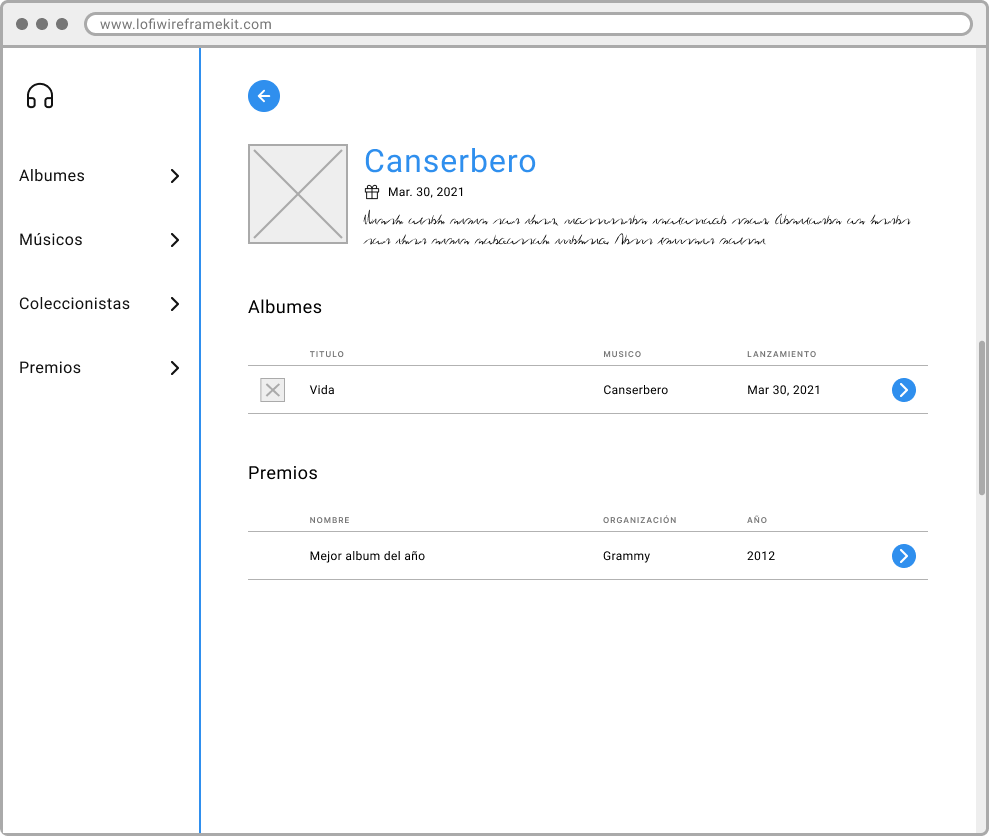 www.lofiwireframekit.com
Albumes
Músicos
Coleccionistas
Premios
Canserbero
Mar. 30, 2021
Albumes
TITULO MUSICO LANZAMIENTO
Vida Canserbero Mar 30, 2021
Premios
NOMBRE ORGANIZACIÓN AÑO
Mejor album del año Grammy 2012